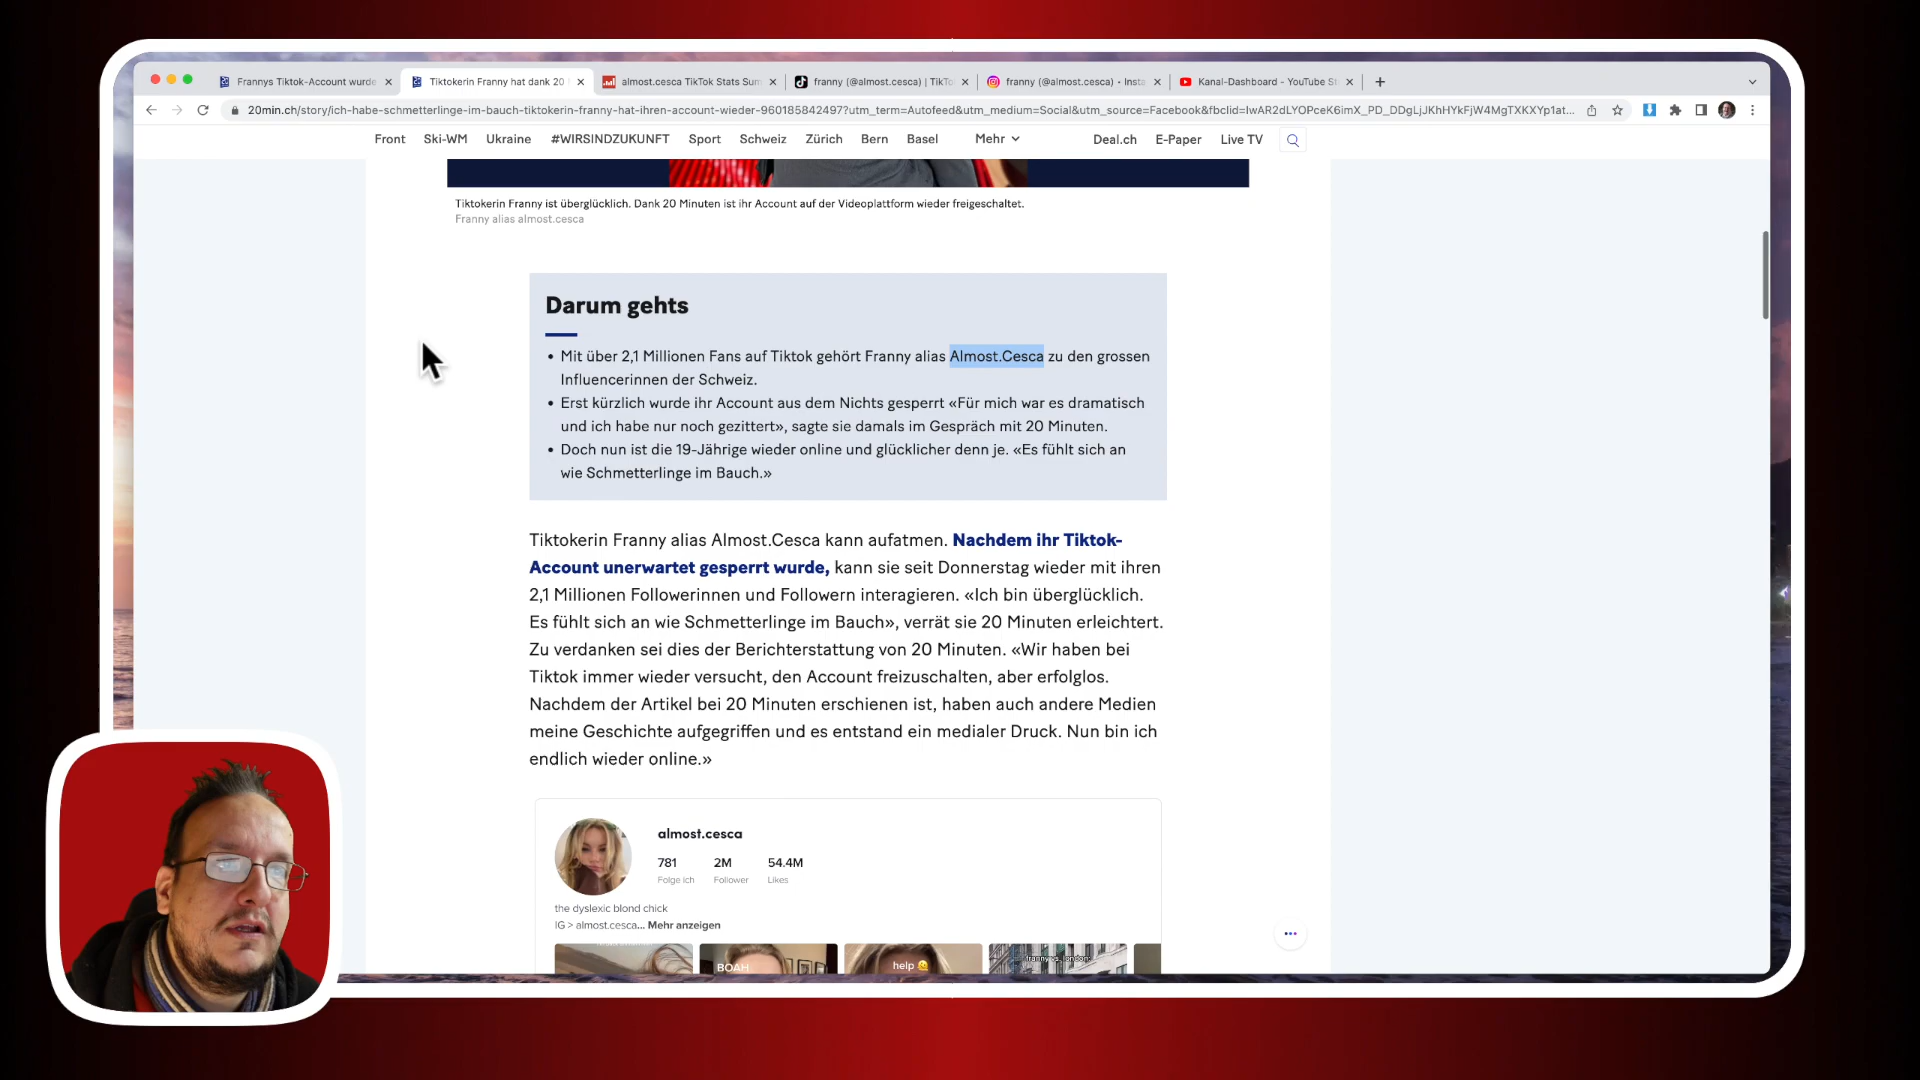 Frannys Tiktok-Account wurde
Tiktokerin Franny hat dank 20
almost.cesca TikTok Stats Sum
franny (@almost.cesca) | TikTo
franny (@almost.cesca) • Insta
Kanal-Dashboard - YouTube St
20min.ch/story/ich-habe-schmetterlinge-im-bauch-tiktokerin-franny-hat-ihren-account-wieder-960185842497?utm_term=Autofeed&utm_medium=Social&utm_source=Facebook&fbclid=IwAR2dLYOPceK6imX_PD_DDgLjJKhHYkFjW4MgTXKXYp1at...
Front Ski-WM Ukraine #WIRSINDZUKUNFT Sport Schweiz Zürich Bern Basel Mehr Deal.ch E-Paper Live TV
Tiktokerin Franny ist überglücklich. Dank 20 Minuten ist ihr Account auf der Videoplattform wieder freigeschaltet.
Franny alias almost.cesca
Darum gehts
• Mit über 2,1 Millionen Fans auf Tiktok gehört Franny alias Almost.Cesca zu den grossen
Influencerinnen der Schweiz.
• Erst kürzlich wurde ihr Account aus dem Nichts gesperrt «Für mich war es dramatisch
und ich habe nur noch gezittert», sagte sie damals im Gespräch mit 20 Minuten.
• Doch nun ist die 19-Jährige wieder online und glücklicher denn je. «Es fühlt sich an
wie Schmetterlinge im Bauch.»
Tiktokerin Franny alias Almost.Cesca kann aufatmen. Nachdem ihr Tiktok-
Account unerwartet gesperrt wurde, kann sie seit Donnerstag wieder mit ihren
2,1 Millionen Followerinnen und Followern interagieren. «Ich bin überglücklich.
Es fühlt sich an wie Schmetterlinge im Bauch», verrät sie 20 Minuten erleichtert.
Zu verdanken sei dies der Berichterstattung von 20 Minuten. «Wir haben bei
Tiktok immer wieder versucht, den Account freizuschalten, aber erfolglos.
Nachdem der Artikel bei 20 Minuten erschienen ist, haben auch andere Medien
meine Geschichte aufgegriffen und es entstand ein medialer Druck. Nun bin ich
endlich wieder online.»
almost.cesca
781 2M 54.4M
Folge ich Follower Likes
the dyslexic blond chick
IG > almost.cesca... Mehr anzeigen
BOAH
help
franny vs. london: